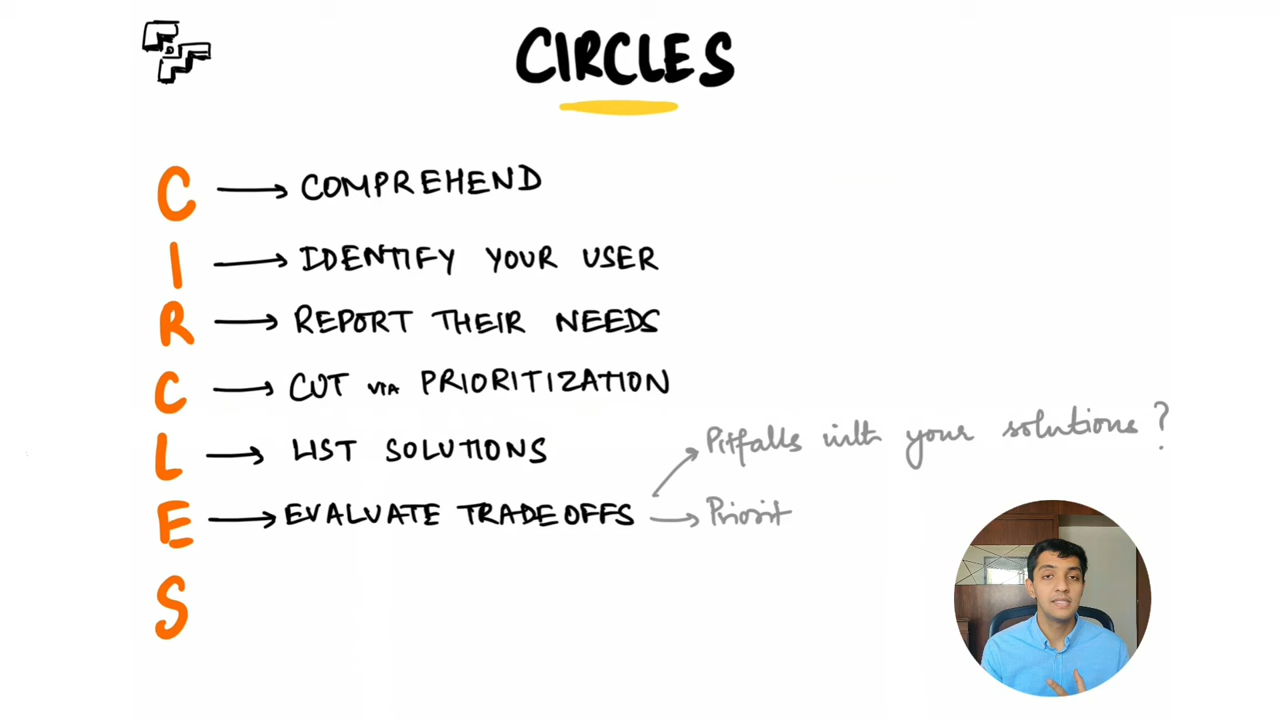 CIRCLES
C → COMPREHEND
I → IDENTIFY YOUR USER
R → REPORT THEIR NEEDS
C → CUT VIA PRIORITIZATION
L → LIST SOLUTIONS
Pitfalls with your solutions?
E → EVALUATE TRADEOFFS → Priorit
S